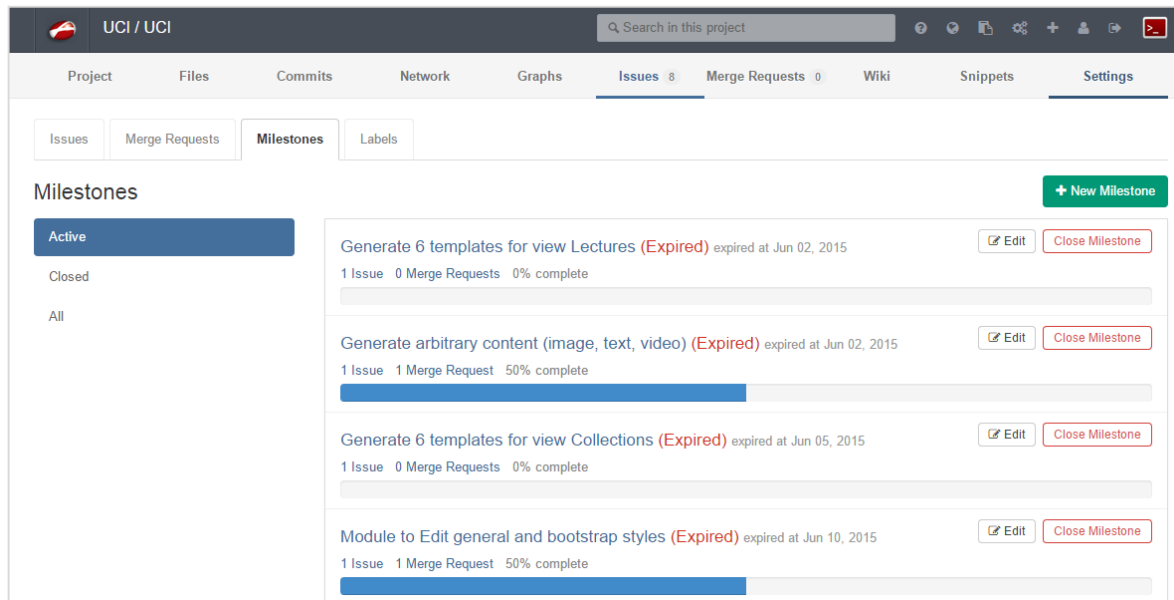 UCI / UCI Search in this project >_
Project Files Commits Network Graphs Issues 8 Merge Requests 0 Wiki Snippets Settings
Issues Merge Requests Milestones Labels
Milestones + New Milestone
Active
Closed
All
Generate 6 templates for view Lectures (Expired) expired at Jun 02, 2015 Edit Close Milestone
1 Issue 0 Merge Requests 0% complete
Generate arbitrary content (image, text, video) (Expired) expired at Jun 02, 2015 Edit Close Milestone
1 Issue 1 Merge Request 50% complete
Generate 6 templates for view Collections (Expired) expired at Jun 05, 2015 Edit Close Milestone
1 Issue 0 Merge Requests 0% complete
Module to Edit general and bootstrap styles (Expired) expired at Jun 10, 2015 Edit Close Milestone
1 Issue 1 Merge Request 50% complete